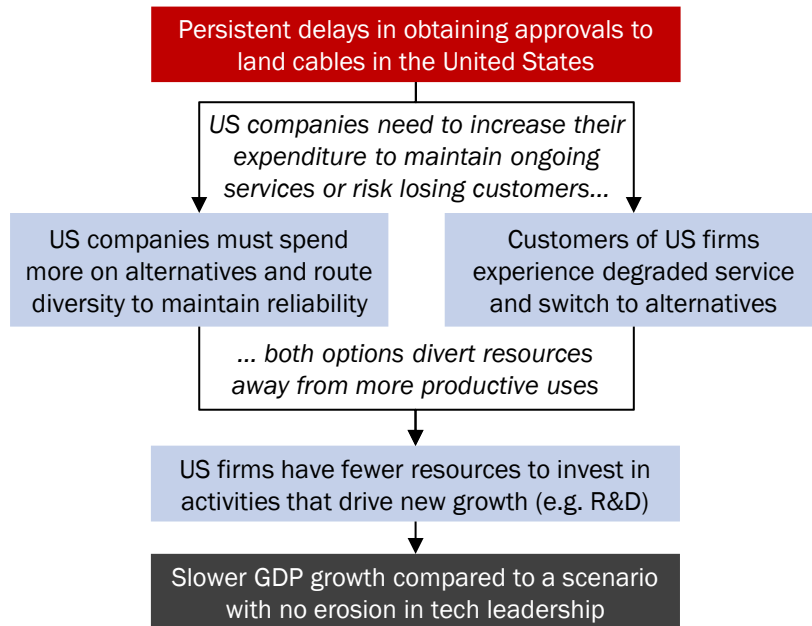 Persistent delays in obtaining approvals to
land cables in the United States
US companies need to increase their
expenditure to maintain ongoing
services or risk losing customers…
US companies must spend
more on alternatives and route
diversity to maintain reliability
Customers of US firms
experience degraded service
and switch to alternatives
… both options divert resources
away from more productive uses
US firms have fewer resources to invest in
activities that drive new growth (e.g. R&D)
Slower GDP growth compared to a scenario
with no erosion in tech leadership